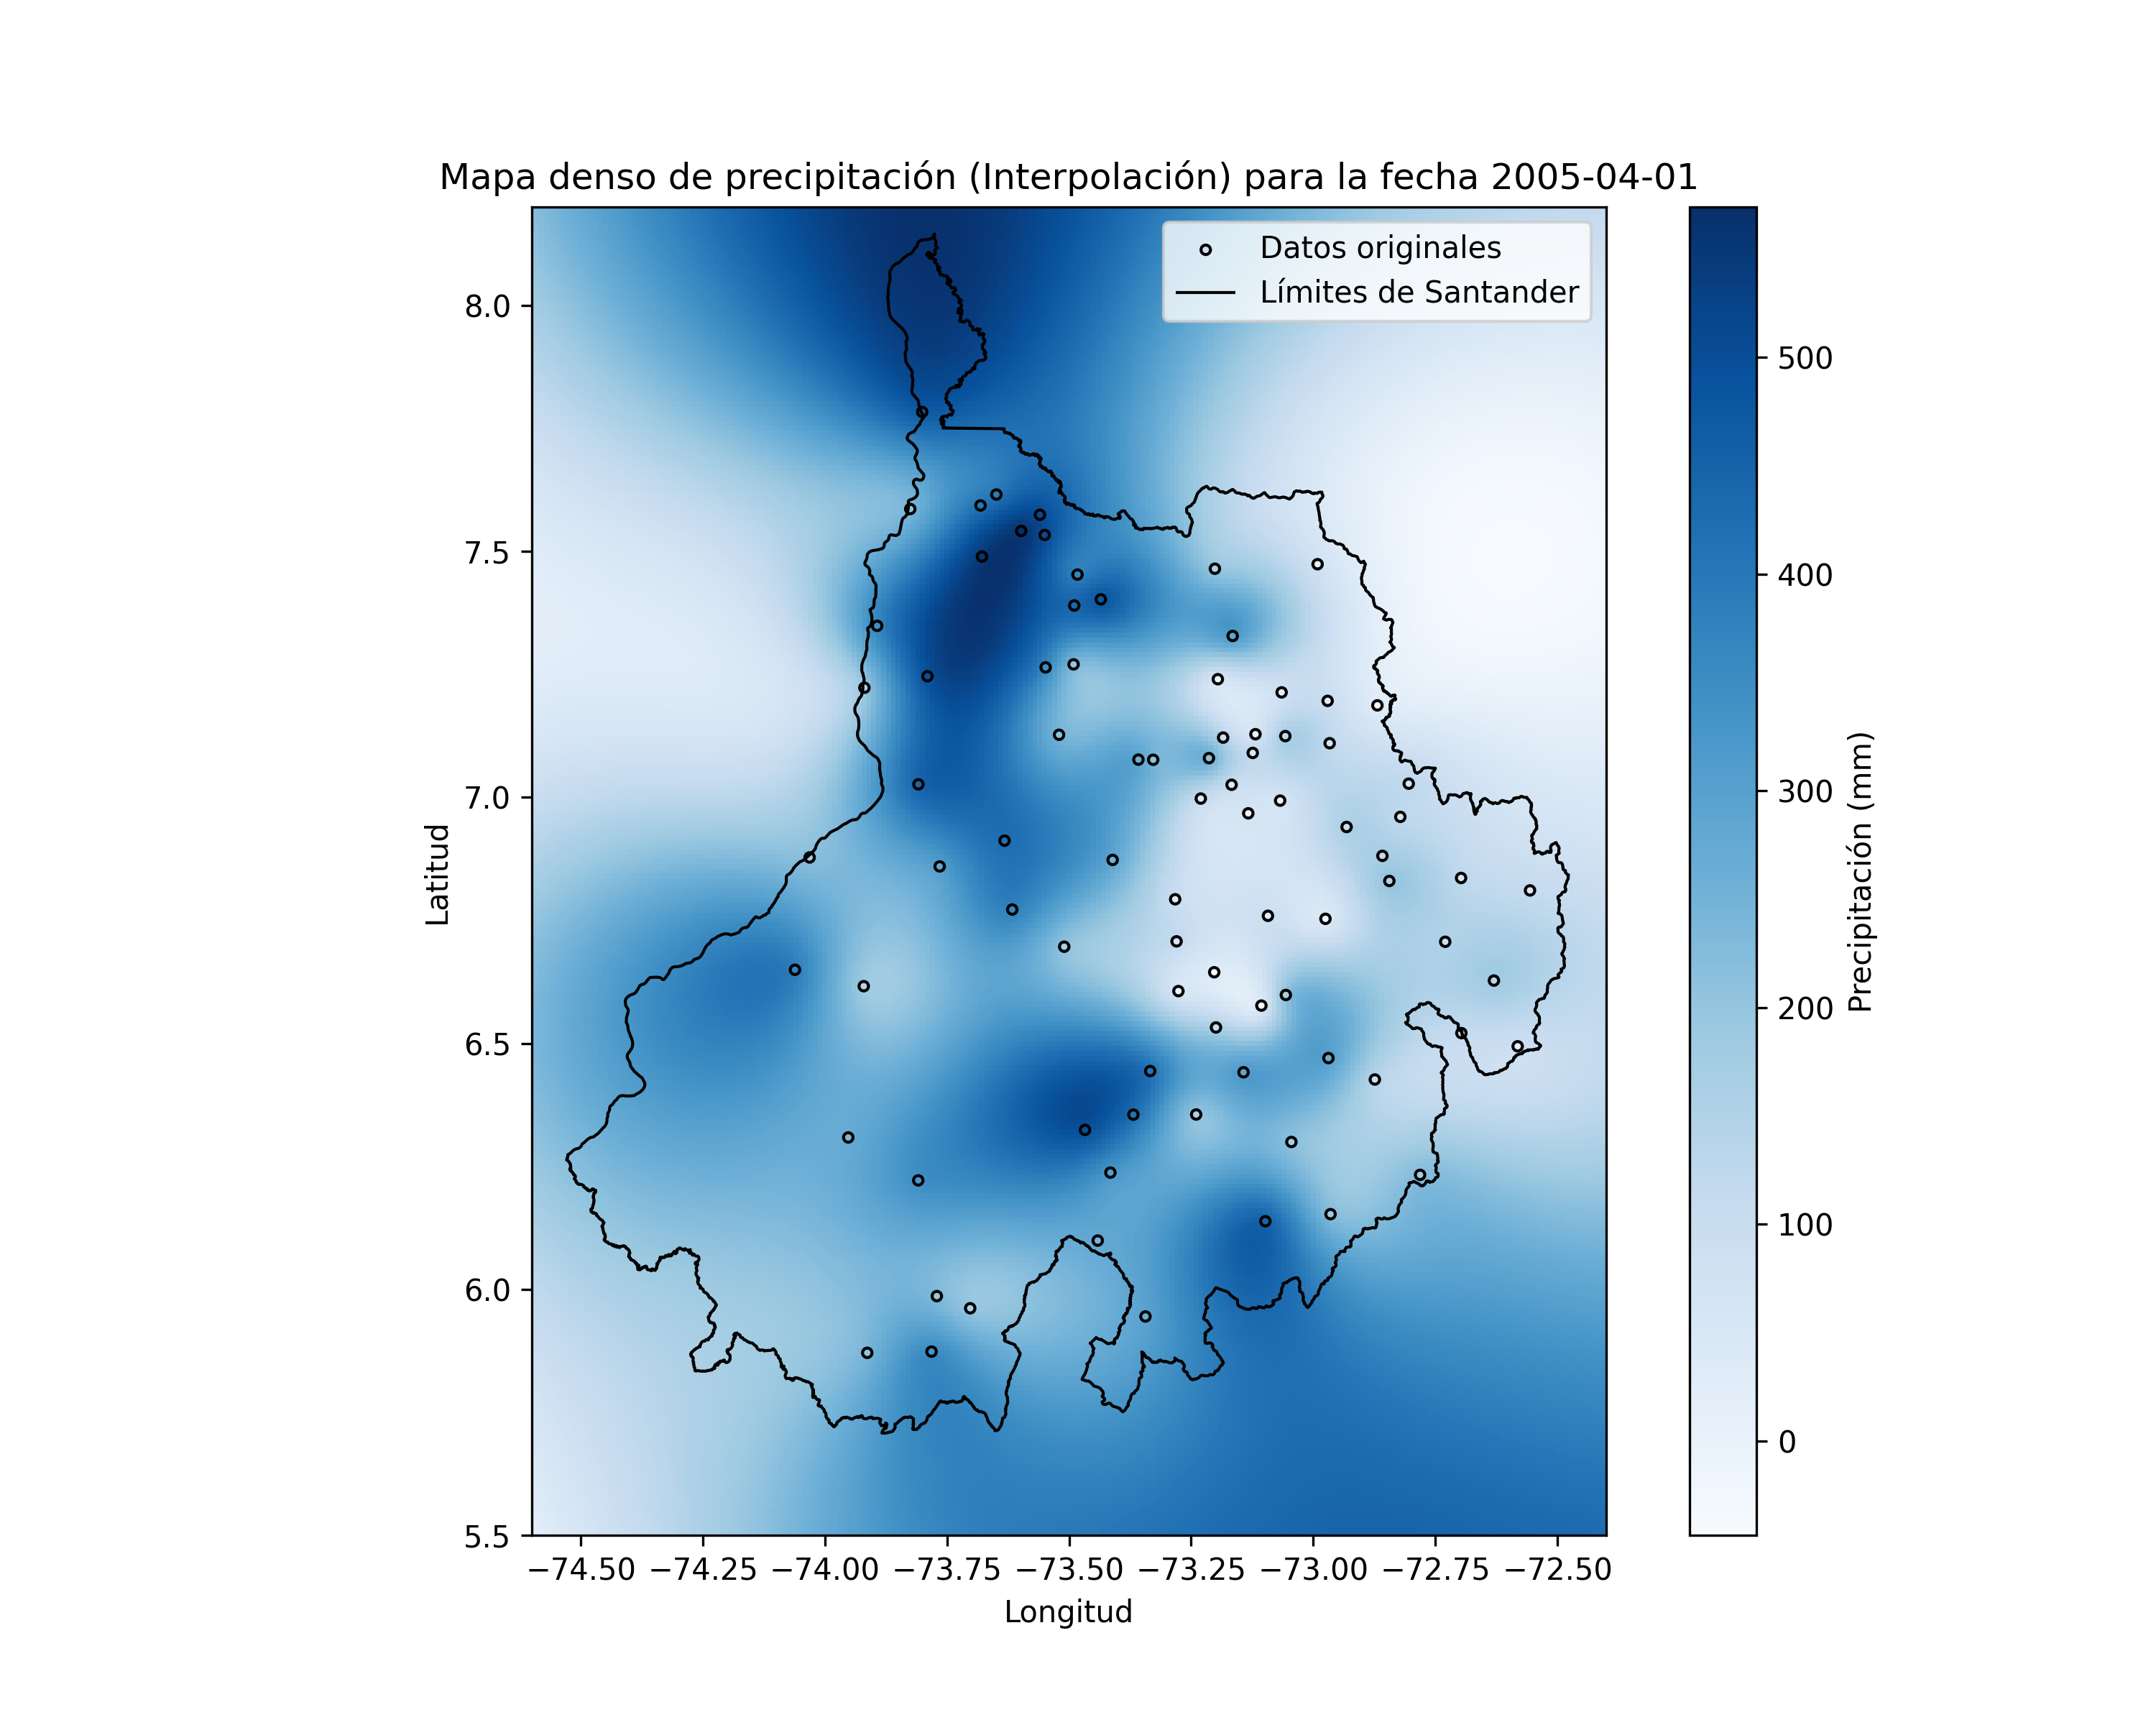 Mapa denso de precipitación (Interpolación) para la fecha 2005-04-01
Datos originales
Límites de Santander
8.0
7.5
7.0
6.5
6.0
5.5
Latitud
−74.50 −74.25 −74.00 −73.75 −73.50 −73.25 −73.00 −72.75 −72.50
Longitud
500
400
300
200
100
0
Precipitación (mm)